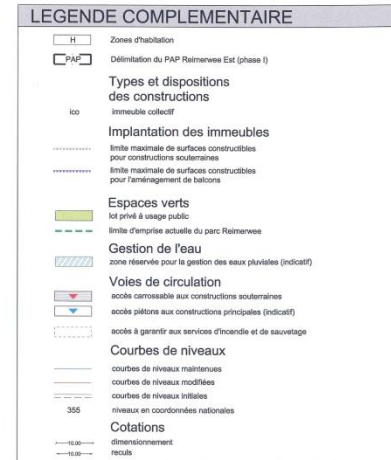 LEGENDE COMPLEMENTAIRE
H Zones d'habitation
PAP Délimitation du PAP Reimerwee Est (phase I)
Types et dispositions
des constructions
ico immeuble collectif
Implantation des immeubles
limite maximale de surfaces constructibles
pour constructions souterraines
limite maximale de surfaces constructibles
pour l'aménagement de balcons
Espaces verts
lot privé à usage public
limite d'emprise actuelle du parc Reimerwee
Gestion de l'eau
zone réservée pour la gestion des eaux pluviales (indicatif)
Voies de circulation
accès carrossable aux constructions souterraines
accès piétons aux constructions principales (indicatif)
accès à garantir aux services d'incendie et de sauvetage
Courbes de niveaux
courbes de niveaux maintenues
courbes de niveaux modifiées
courbes de niveaux initiales
355 niveaux en coordonnées nationales
Cotations
10.00 dimensionnement
10.00 reculs